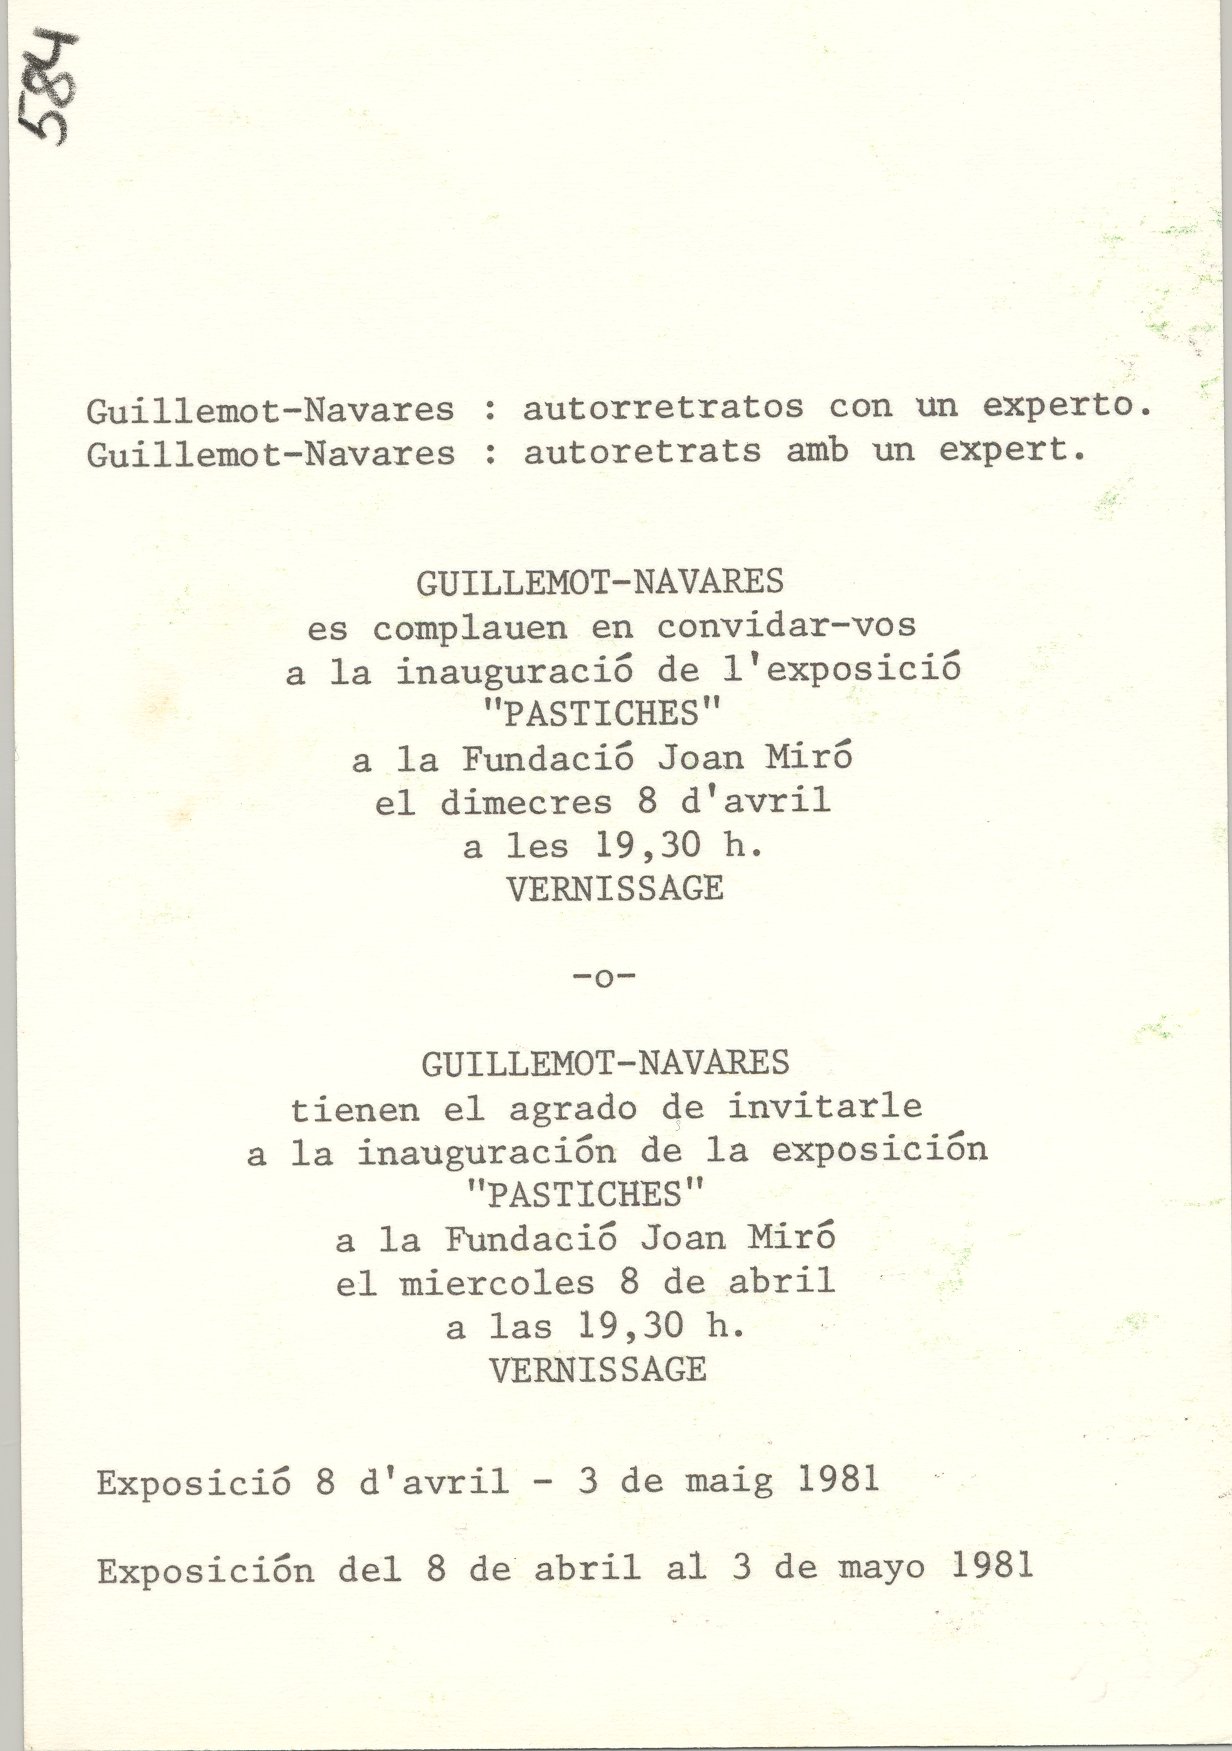 584
Guillemot-Navares : autorretratos con un experto.
Guillemot-Navares : autoretrats amb un expert.
GUILLEMOT-NAVARES
es complauen en convidar-vos
a la inauguració de l'exposició
"PASTICHES"
a la Fundació Joan Miró
el dimecres 8 d'avril
a les 19,30 h.
VERNISSAGE
-o-
GUILLEMOT-NAVARES
tienen el agrado de invitarle
a la inauguración de la exposición
"PASTICHES"
a la Fundació Joan Miró
el miercoles 8 de abril
a las 19,30 h.
VERNISSAGE
Exposició 8 d'avril - 3 de maig 1981
Exposición del 8 de abril al 3 de mayo 1981